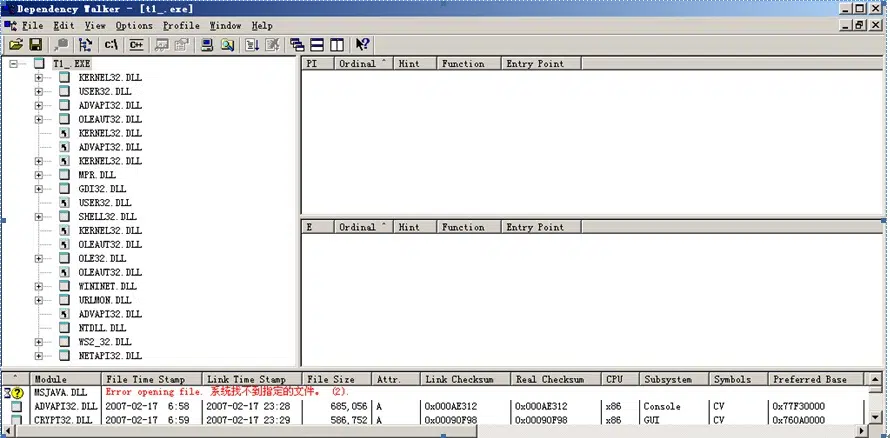 Dependency Walker - [t1_.exe]
File Edit View Options Profile Window Help
c:\ C++
T1_.EXE
KERNEL32.DLL
USER32.DLL
ADVAPI32.DLL
OLEAUT32.DLL
KERNEL32.DLL
ADVAPI32.DLL
KERNEL32.DLL
MPR.DLL
GDI32.DLL
USER32.DLL
SHELL32.DLL
KERNEL32.DLL
OLEAUT32.DLL
OLE32.DLL
OLEAUT32.DLL
WININET.DLL
URLMON.DLL
ADVAPI32.DLL
NTDLL.DLL
WS2_32.DLL
NETAPI32.DLL
PI Ordinal ^ Hint Function Entry Point
E Ordinal ^ Hint Function Entry Point
^ Module File Time Stamp Link Time Stamp File Size Attr. Link Checksum Real Checksum CPU Subsystem Symbols Preferred Base
? MSJAVA.DLL Error opening file. 系统找不到指定的文件。 (2).
ADVAPI32.DLL 2007-02-17 6:58 2007-02-17 23:28 685,056 A 0x000AE312 0x000AE312 x86 Console CV 0x77F30000
CRYPT32.DLL 2007-02-17 6:59 2007-02-17 23:29 586,752 A 0x00090F98 0x00090F98 x86 GUI CV 0x760A0000